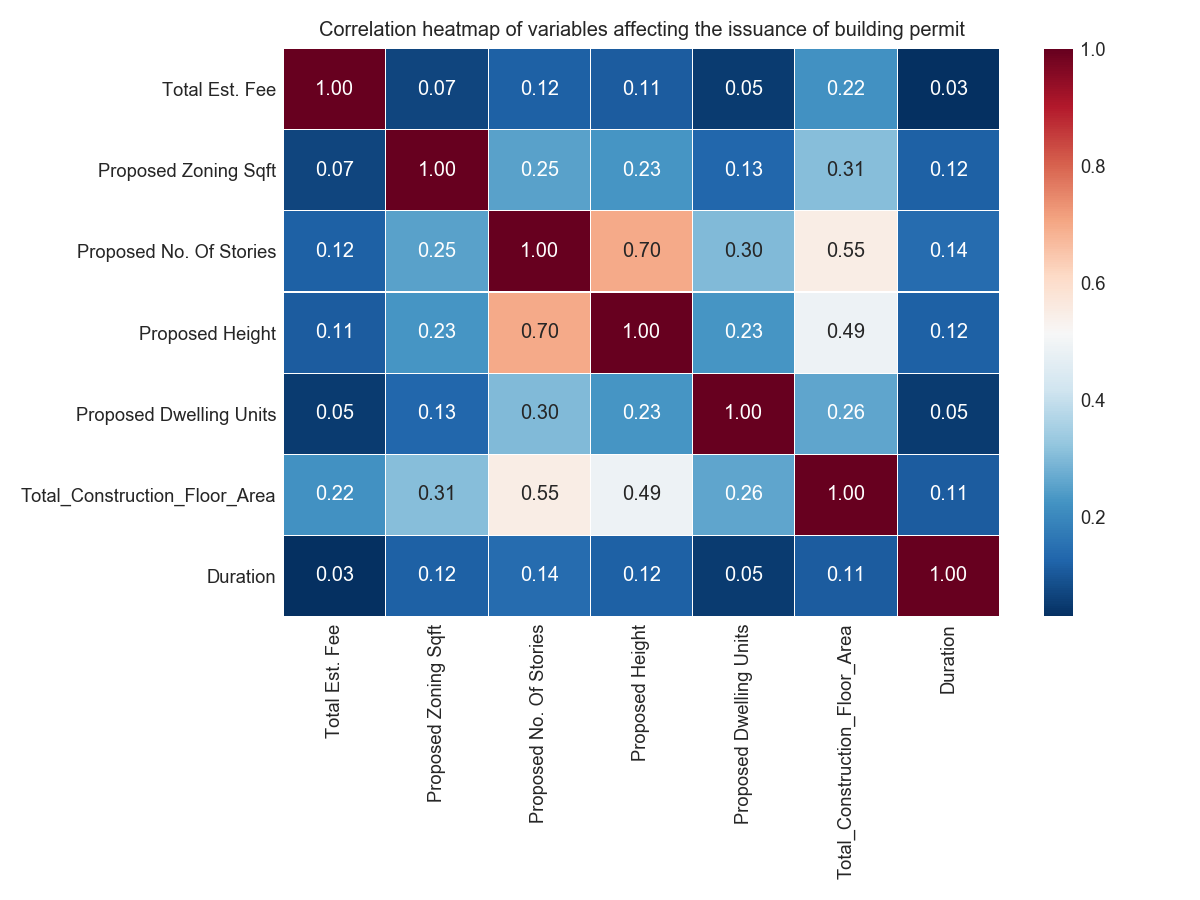 Correlation heatmap of variables affecting the issuance of building permit
Total Est. Fee 1.00 0.07 0.12 0.11 0.05 0.22 0.03
Proposed Zoning Sqft 0.07 1.00 0.25 0.23 0.13 0.31 0.12
Proposed No. Of Stories 0.12 0.25 1.00 0.70 0.30 0.55 0.14
Proposed Height 0.11 0.23 0.70 1.00 0.23 0.49 0.12
Proposed Dwelling Units 0.05 0.13 0.30 0.23 1.00 0.26 0.05
Total_Construction_Floor_Area 0.22 0.31 0.55 0.49 0.26 1.00 0.11
Duration 0.03 0.12 0.14 0.12 0.05 0.11 1.00
Total Est. Fee
Proposed Zoning Sqft
Proposed No. Of Stories
Proposed Height
Proposed Dwelling Units
Total_Construction_Floor_Area
Duration
1.0
0.8
0.6
0.4
0.2